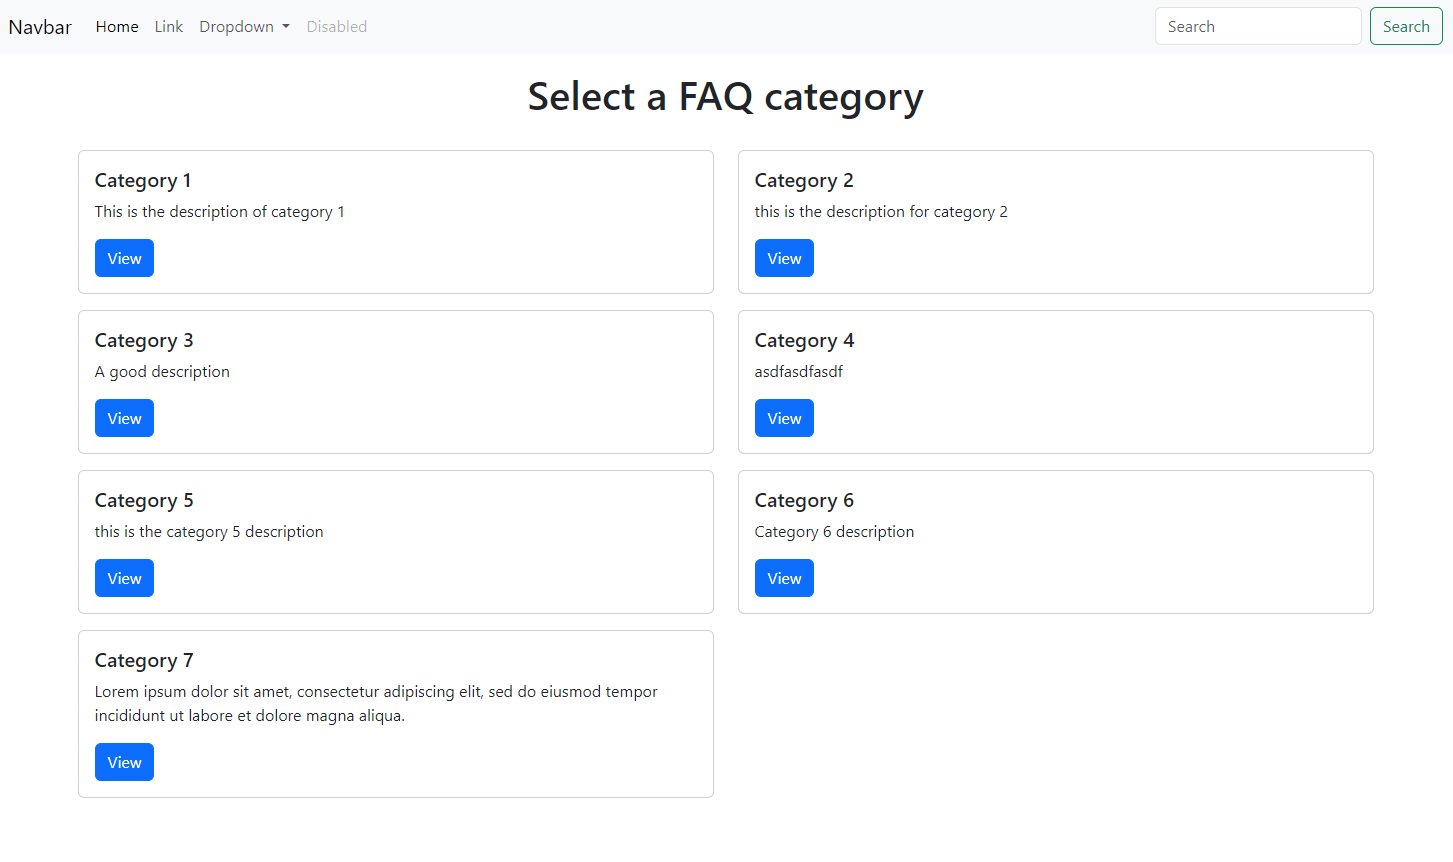 Navbar Home Link Dropdown Disabled Search Search
Select a FAQ category
Category 1
This is the description of category 1
View
Category 2
this is the description for category 2
View
Category 3
A good description
View
Category 4
asdfasdfasdf
View
Category 5
this is the category 5 description
View
Category 6
Category 6 description
View
Category 7
Lorem ipsum dolor sit amet, consectetur adipiscing elit, sed do eiusmod tempor
incididunt ut labore et dolore magna aliqua.
View